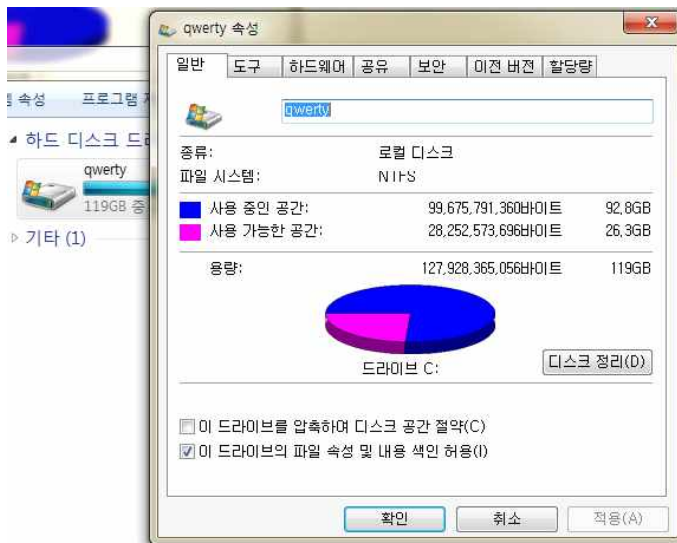 qwerty 속성
일반 도구 하드웨어 공유 보안 이전 버전 할당량
속성 프로그램
하드 디스크
qwerty
119GB 중
기타 (1)
qwerty
종류: 로컬 디스크
파일 시스템: NTFS
사용 중인 공간: 99,675,791,360바이트 92,8GB
사용 가능한 공간: 28,252,573,696바이트 26,3GB
용량: 127,928,365,056바이트 119GB
드라이브 C:
디스크 정리(D)
이 드라이브를 압축하여 디스크 공간 절약(C)
이 드라이브의 파일 속성 및 내용 색인 허용(I)
확인 취소 적용(A)